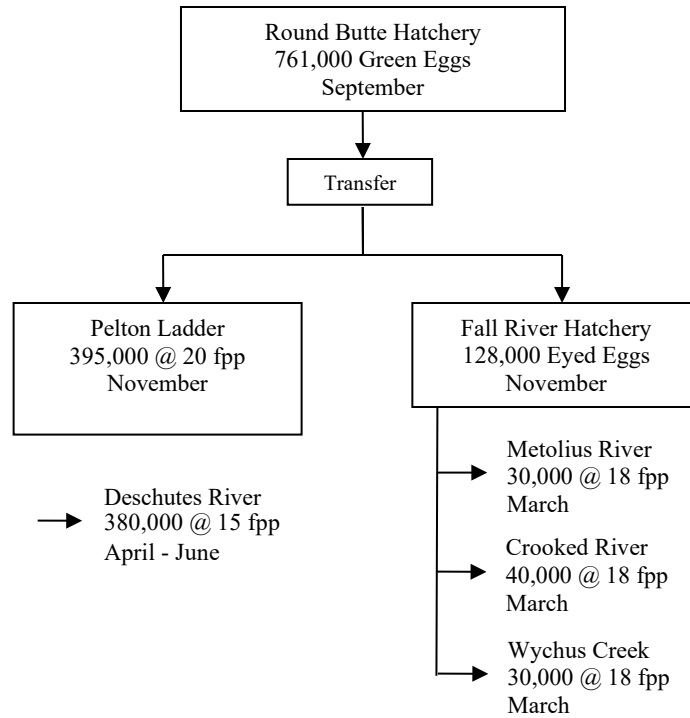 Round Butte Hatchery
761,000 Green Eggs
September
Transfer
Pelton Ladder
395,000 @ 20 fpp
November
Fall River Hatchery
128,000 Eyed Eggs
November
Deschutes River
380,000 @ 15 fpp
April - June
Metolius River
30,000 @ 18 fpp
March
Crooked River
40,000 @ 18 fpp
March
Wychus Creek
30,000 @ 18 fpp
March